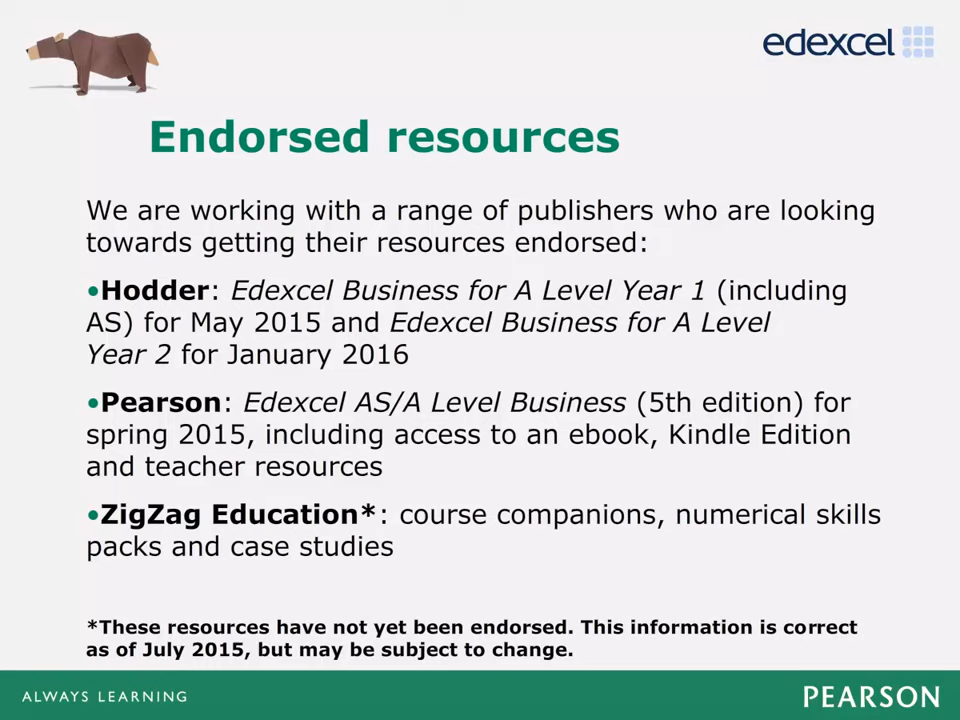 edexcel
Endorsed resources
We are working with a range of publishers who are looking
towards getting their resources endorsed:
•Hodder: Edexcel Business for A Level Year 1 (including
AS) for May 2015 and Edexcel Business for A Level
Year 2 for January 2016
•Pearson: Edexcel AS/A Level Business (5th edition) for
spring 2015, including access to an ebook, Kindle Edition
and teacher resources
•ZigZag Education*: course companions, numerical skills
packs and case studies
*These resources have not yet been endorsed. This information is correct
as of July 2015, but may be subject to change.
ALWAYS LEARNING
PEARSON